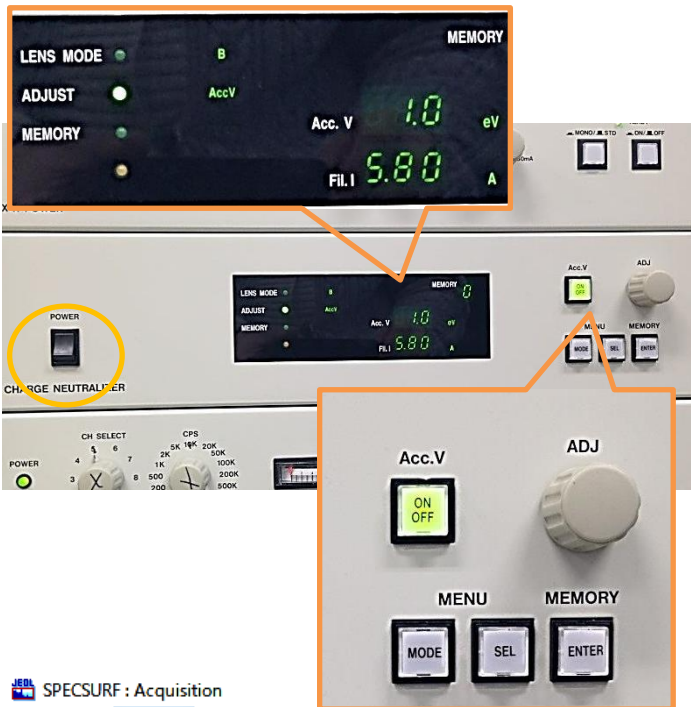 MEMORY
LENS MODE
B
ADJUST
AccV
MEMORY
Acc. V
1.0
eV
Fil.I
5.80
A
MONO/
STD
ON/
OFF
50mA
POWER
CHARGE NEUTRALIZER
LENS MODE
B
MEMORY
0
ADJUST
AccV
MEMORY
Acc. V
1.0
eV
Fil.I
5.80
A
Acc.V
ADJ
ON
OFF
MENU
MEMORY
MODE
SEL
ENTER
POWER
CH SELECT
3
4
5
6
7
8
CPS
200
500
1K
2K
5K
10K
20K
50K
100K
200K
500K
Acc.V
ADJ
ON
OFF
MENU
MEMORY
MODE
SEL
ENTER
JEOL
SPECSURF : Acquisition